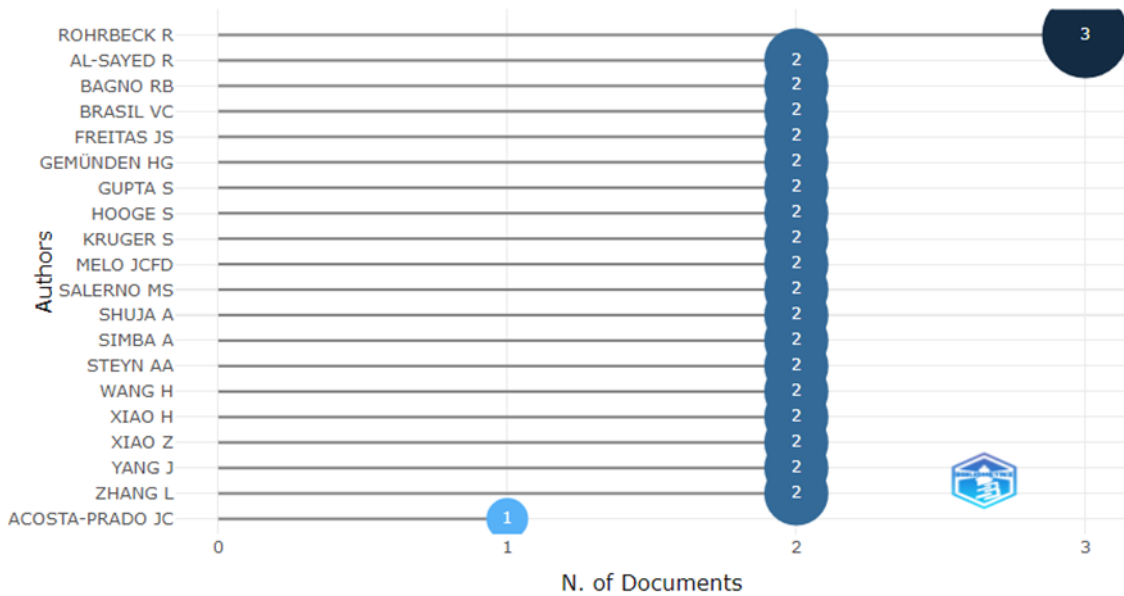 ROHRBECK R 3
AL-SAYED R 2
BAGNO RB 2
BRASIL VC 2
FREITAS JS 2
GEMÜNDEN HG 2
GUPTA S 2
HOOGE S 2
KRUGER S 2
MELO JCFD 2
SALERNO MS 2
SHUJA A 2
SIMBA A 2
STEYN AA 2
WANG H 2
XIAO H 2
XIAO Z 2
YANG J 2
ZHANG L 2
ACOSTA-PRADO JC 1
Authors
0 1 2 3
N. of Documents